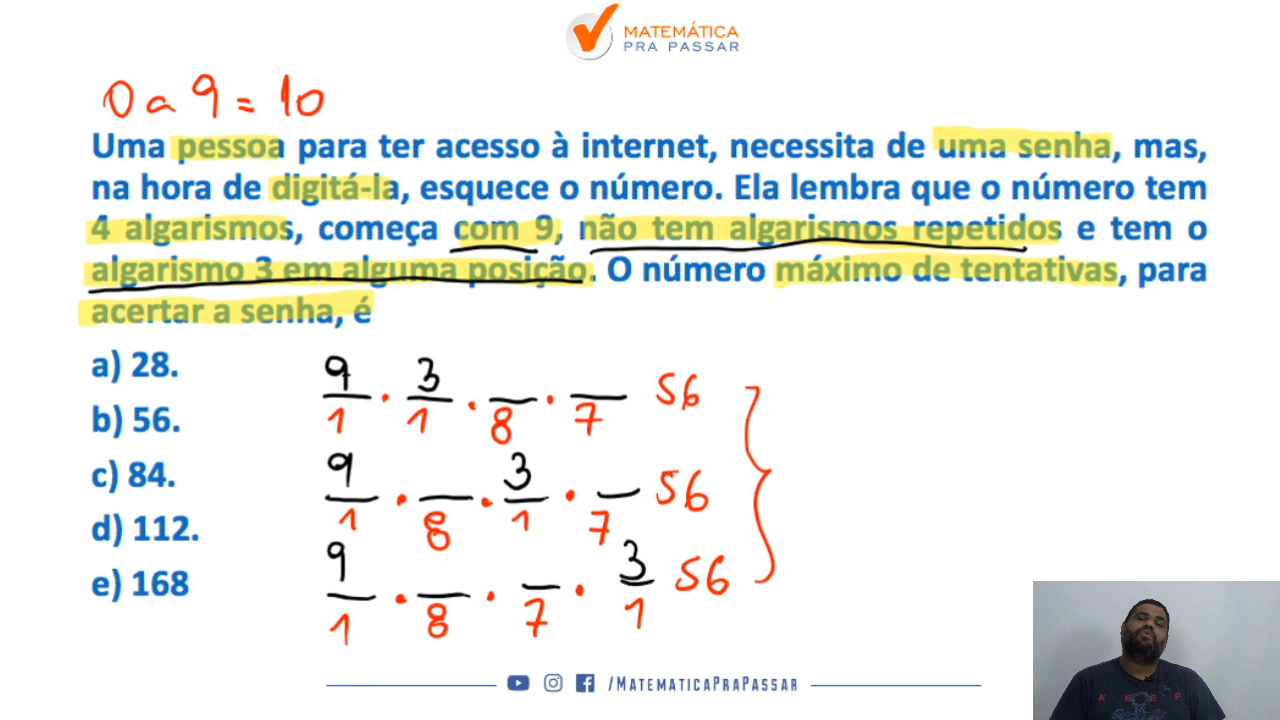 MATEMÁTICA
PRA PASSAR
0 a 9 = 10
Uma pessoa para ter acesso à internet, necessita de uma senha, mas,
na hora de digitá-la, esquece o número. Ela lembra que o número tem
4 algarismos, começa com 9, não tem algarismos repetidos e tem o
algarismo 3 em alguma posição. O número máximo de tentativas, para
acertar a senha, é
a) 28.
b) 56.
c) 84.
d) 112.
e) 168
9 3
1 · 1 · 8 · 7 56
9 3
1 · 8 · 1 · 7 56
9 3
1 · 8 · 7 · 1 56
/MATEMATICAPRAPASSAR
KEEP